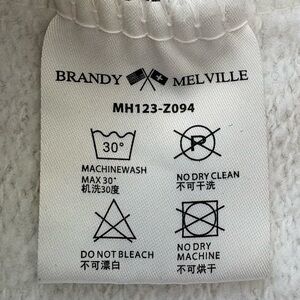 BRANDY MELVILLE
MH123-Z094
30°
MACHINEWASH
MAX 30°
机洗30度
P
NO DRY CLEAN
不可干洗
DO NOT BLEACH
不可漂白
NO DRY
MACHINE
不可烘干